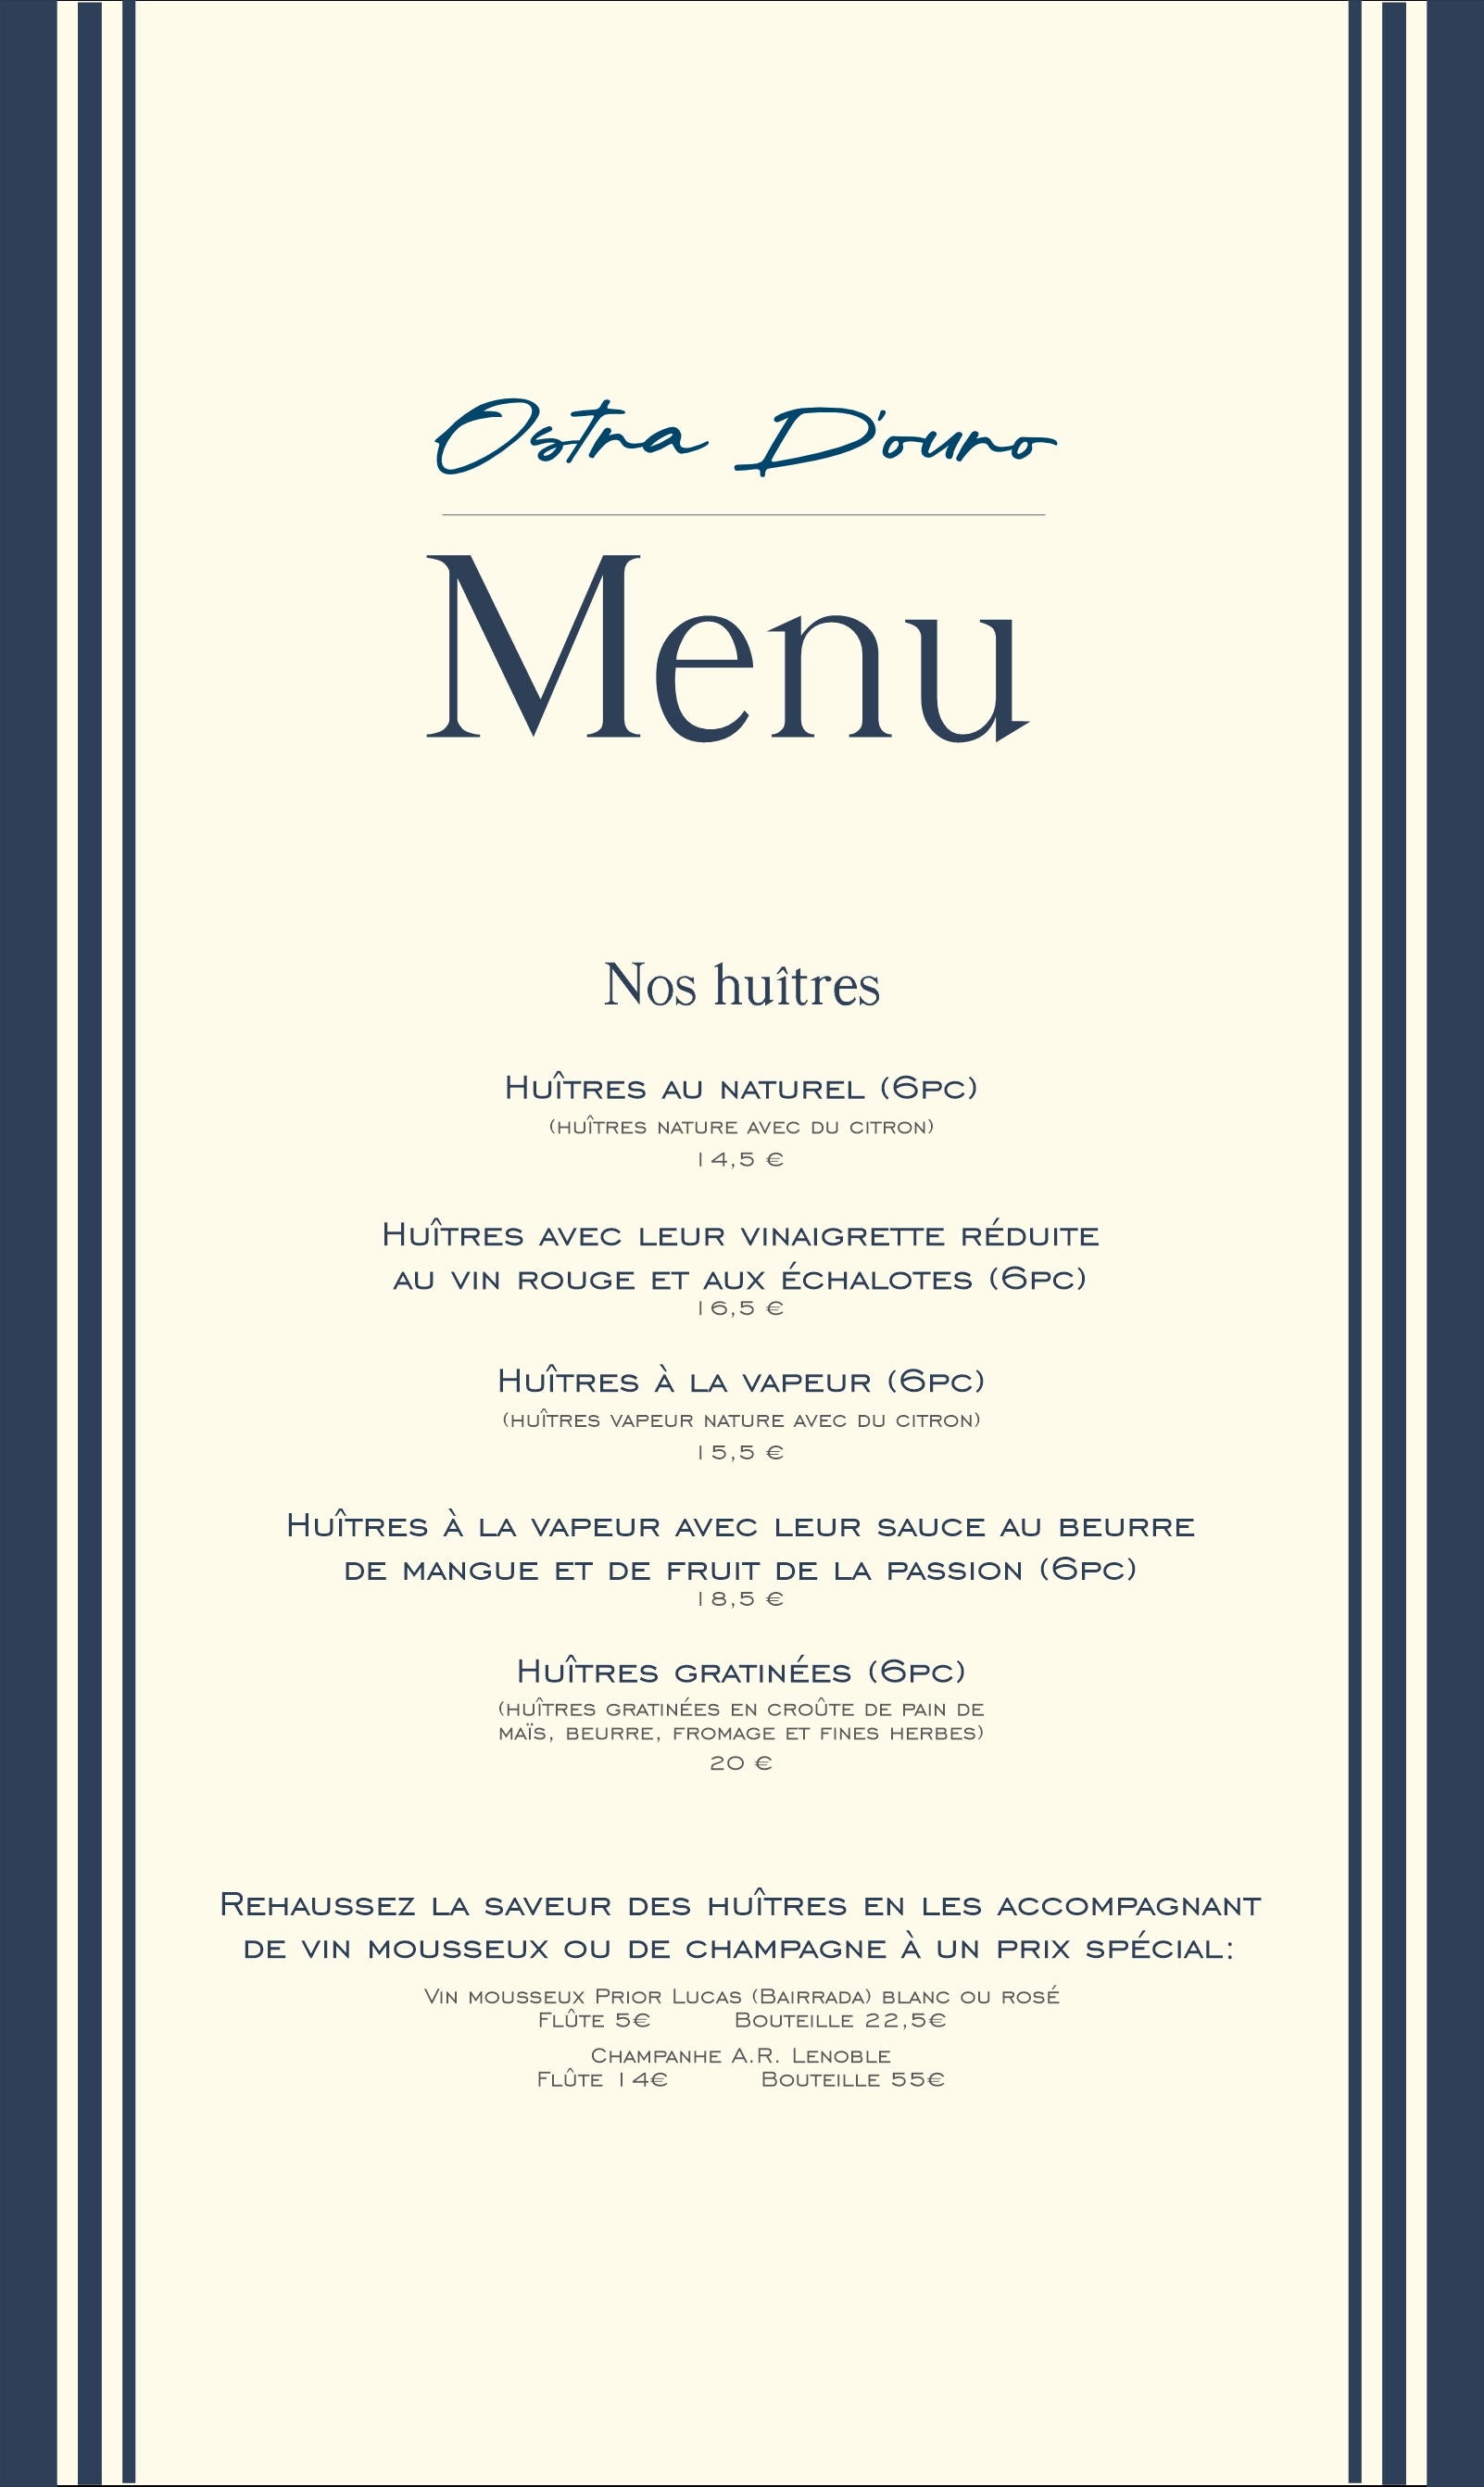 Ostra D'ouro
Menu
Nos huîtres
Huîtres au naturel (6pc)
(huîtres nature avec du citron)
14,5 €
Huîtres avec leur vinaigrette réduite
au vin rouge et aux échalotes (6pc)
16,5 €
Huîtres à la vapeur (6pc)
(huîtres vapeur nature avec du citron)
15,5 €
Huîtres à la vapeur avec leur sauce au beurre
de mangue et de fruit de la passion (6pc)
18,5 €
Huîtres gratinées (6pc)
(huîtres gratinées en croûte de pain de
maïs, beurre, fromage et fines herbes)
20 €
Rehaussez la saveur des huîtres en les accompagnant
de vin mousseux ou de champagne à un prix spécial:
Vin mousseux Prior Lucas (Bairrada) blanc ou rosé
Flûte 5€ Bouteille 22,5€
Champanhe A.R. Lenoble
Flûte 14€ Bouteille 55€